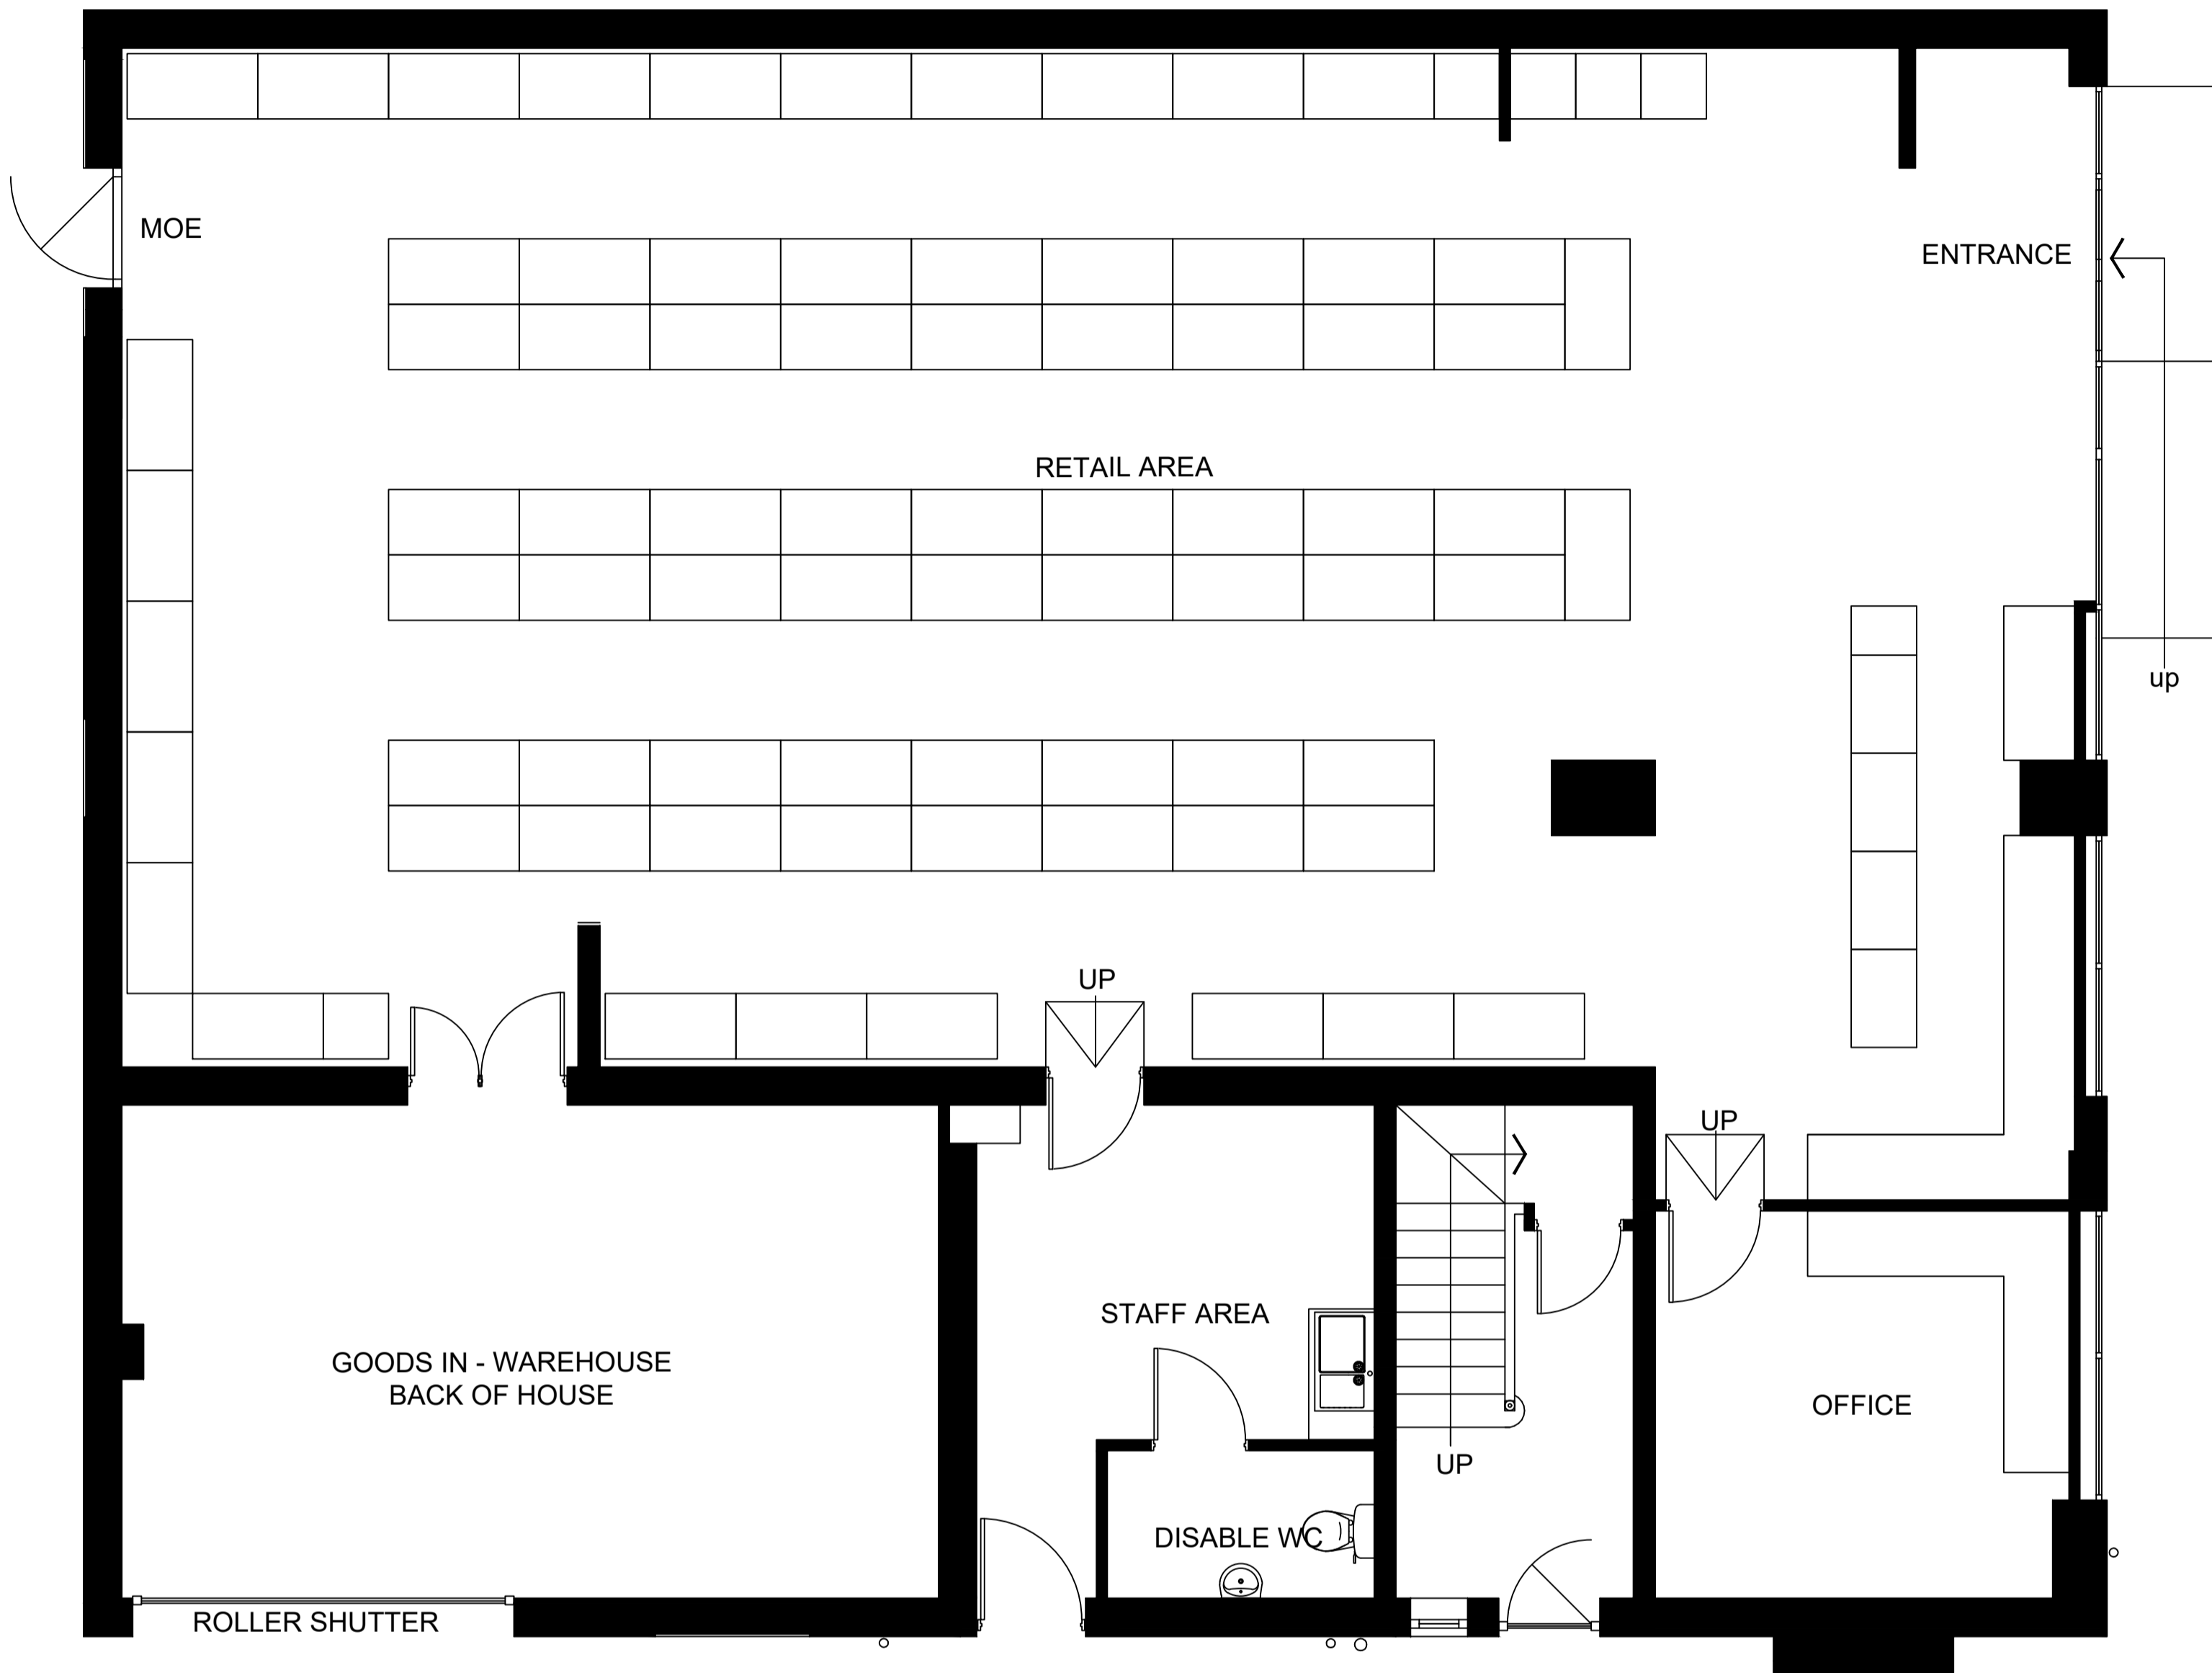 MOE
ENTRANCE
RETAIL AREA
up
UP
UP
STAFF AREA
GOODS IN - WAREHOUSE
BACK OF HOUSE
OFFICE
UP
DISABLE WC
ROLLER SHUTTER